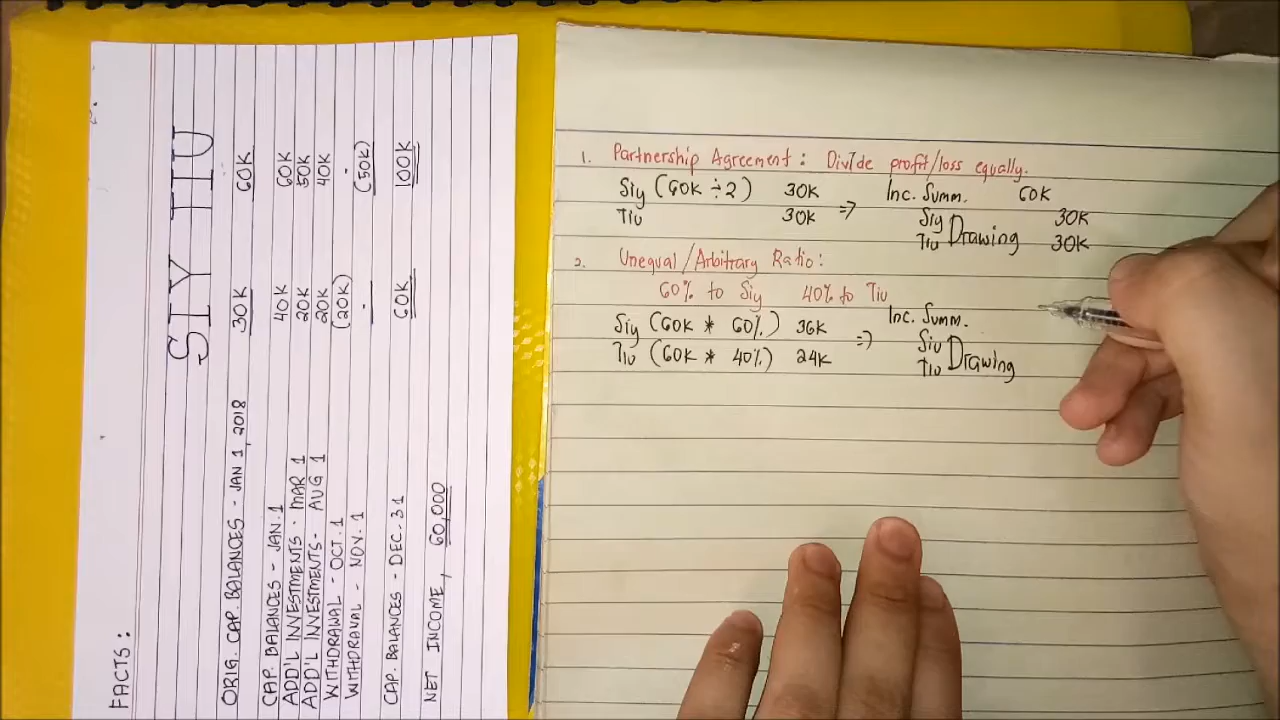 FACTS:
SIY TIU
ORIG. CAP. BALANCES - JAN 1, 2018 30K 60K
CAP. BALANCES - JAN. 1 40K 60K
ADD'L INVESTMENTS - MAR 1 20K 50K
ADD'L INVESTMENTS - AUG 1 20K 40K
WITHDRAWAL - OCT. 1 (20K) -
WITHDRAWAL - NOV. 1 - (50K)
CAP. BALANCES - DEC. 31 60K 100K
NET INCOME, 60,000
1. Partnership Agreement: Divide profit/loss equally.
Siy (60K ÷ 2) 30K => Inc. Summ. 60K
Tiu 30K Siy Drawing 30K
Tiu 30K
2. Unequal/Arbitrary Ratio:
60% to Siy 40% to Tiu
Siy (60K * 60%) 36K => Inc. Summ.
Tiu (60K * 40%) 24K Siy Drawing
Tiu